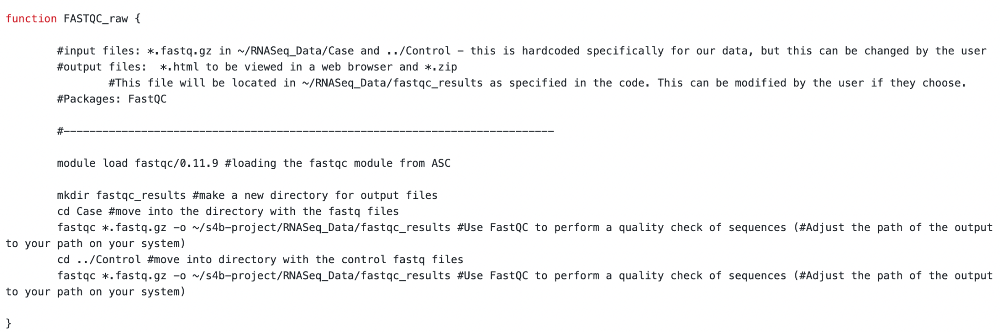 function FASTQC_raw {
#input files: *.fastq.gz in ~/RNASeq_Data/Case and ../Control – this is hardcoded specifically for our data, but this can be changed by the user
#output files:  *.html to be viewed in a web browser and *.zip
#This file will be located in ~/RNASeq_Data/fastqc_results as specified in the code. This can be modified by the user if they choose.
#Packages: FastQC
#----------------------------------------------------------------------------
module load fastqc/0.11.9 #loading the fastqc module from ASC
mkdir fastqc_results #make a new directory for output files
cd Case #move into the directory with the fastq files
fastqc *.fastq.gz -o ~/s4b-project/RNASeq_Data/fastqc_results #Use FastQC to perform a quality check of sequences (#Adjust the path of the output
to your path on your system)
cd ../Control #move into directory with the control fastq files
fastqc *.fastq.gz -o ~/s4b-project/RNASeq_Data/fastqc_results #Use FastQC to perform a quality check of sequences (#Adjust the path of the output
to your path on your system)
}